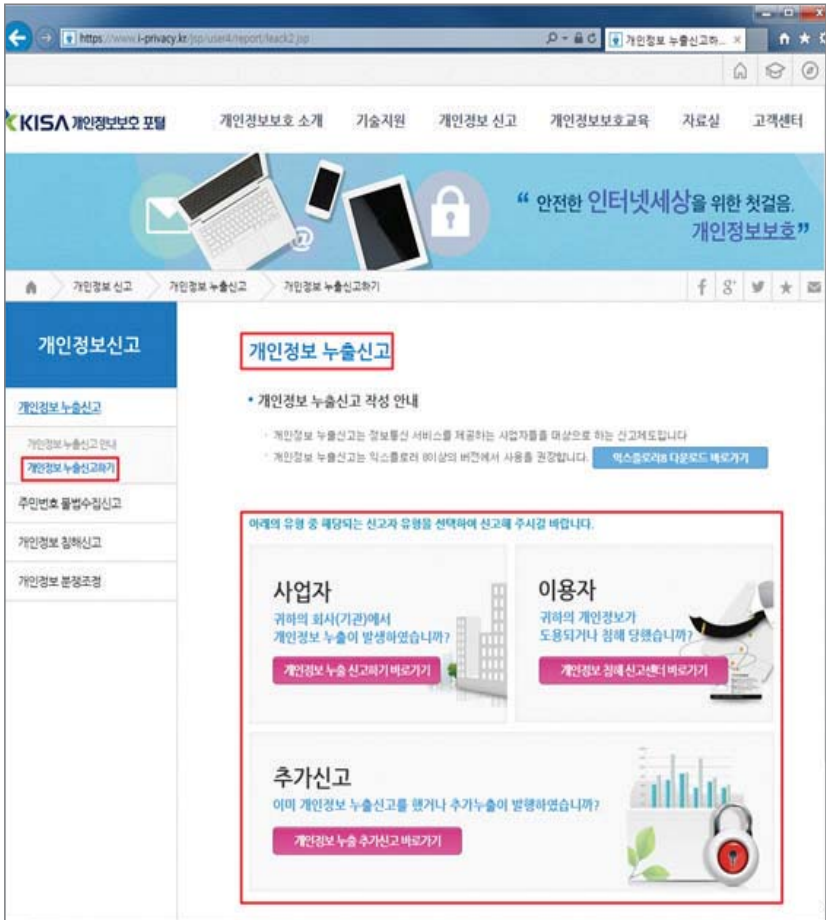 https://www.i-privacy.kr/jsp/user4/report/leack2.jsp
개인정보 누출신고하...
KISA 개인정보보호 포털
개인정보보호 소개 기술지원 개인정보 신고 개인정보보호교육 자료실 고객센터
“ 안전한 인터넷세상을 위한 첫걸음.
개인정보보호”
개인정보 신고 개인정보 누출신고 개인정보 누출신고하기
개인정보신고
개인정보 누출신고
개인정보 누출신고 안내
개인정보 누출신고하기
주민번호 불법수집신고
개인정보 침해신고
개인정보 분쟁조정
개인정보 누출신고
• 개인정보 누출신고 작성 안내
개인정보 누출신고는 정보통신 서비스를 제공하는 사업자들을 대상으로 하는 신고제도입니다
개인정보 누출신고는 익스플로러 8이상의 버전에서 사용을 권장합니다. 익스플로러8 다운로드 바로가기
아래의 유형 중 해당되는 신고자 유형을 선택하여 신고해 주시길 바랍니다.
사업자
귀하의 회사(기관)에서
개인정보 누출이 발생하였습니까?
개인정보 누출 신고하기 바로가기
이용자
귀하의 개인정보가
도용되거나 침해 당했습니까?
개인정보 침해 신고센터 바로가기
추가신고
이미 개인정보 누출신고를 했거나 추가누출이 발행하였습니까?
개인정보 누출 추가신고 바로가기